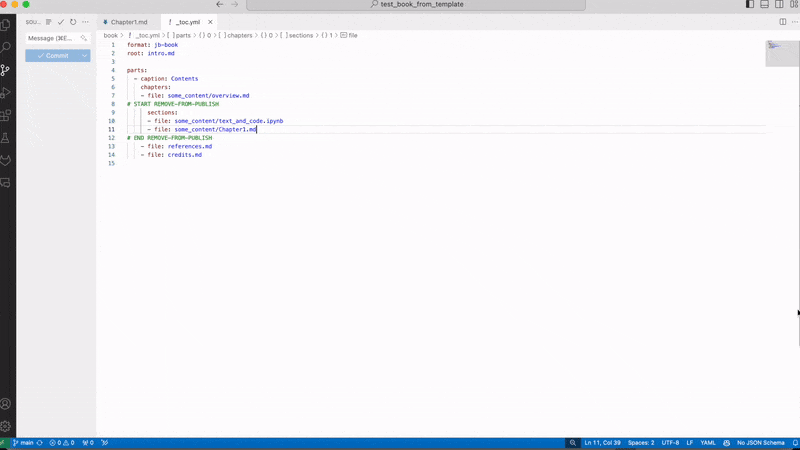 test_book_from_template
SOU...
Chapter1.md
_toc.yml
book > _toc.yml > [ ] parts > {} 0 > [ ] chapters > {} 0 > [ ] sections > {} 1 > file
Message (⌘E...
Commit
1 format: jb-book
2 root: intro.md
3
4 parts:
5 - caption: Contents
6 chapters:
7 - file: some_content/overview.md
8 # START REMOVE-FROM-PUBLISH
9 sections:
10 - file: some_content/text_and_code.ipynb
11 - file: some_content/Chapter1.md
12 # END REMOVE-FROM-PUBLISH
13 - file: references.md
14 - file: credits.md
15
main 0 0 0 Ln 11, Col 39 Spaces: 2 UTF-8 LF YAML No JSON Schema